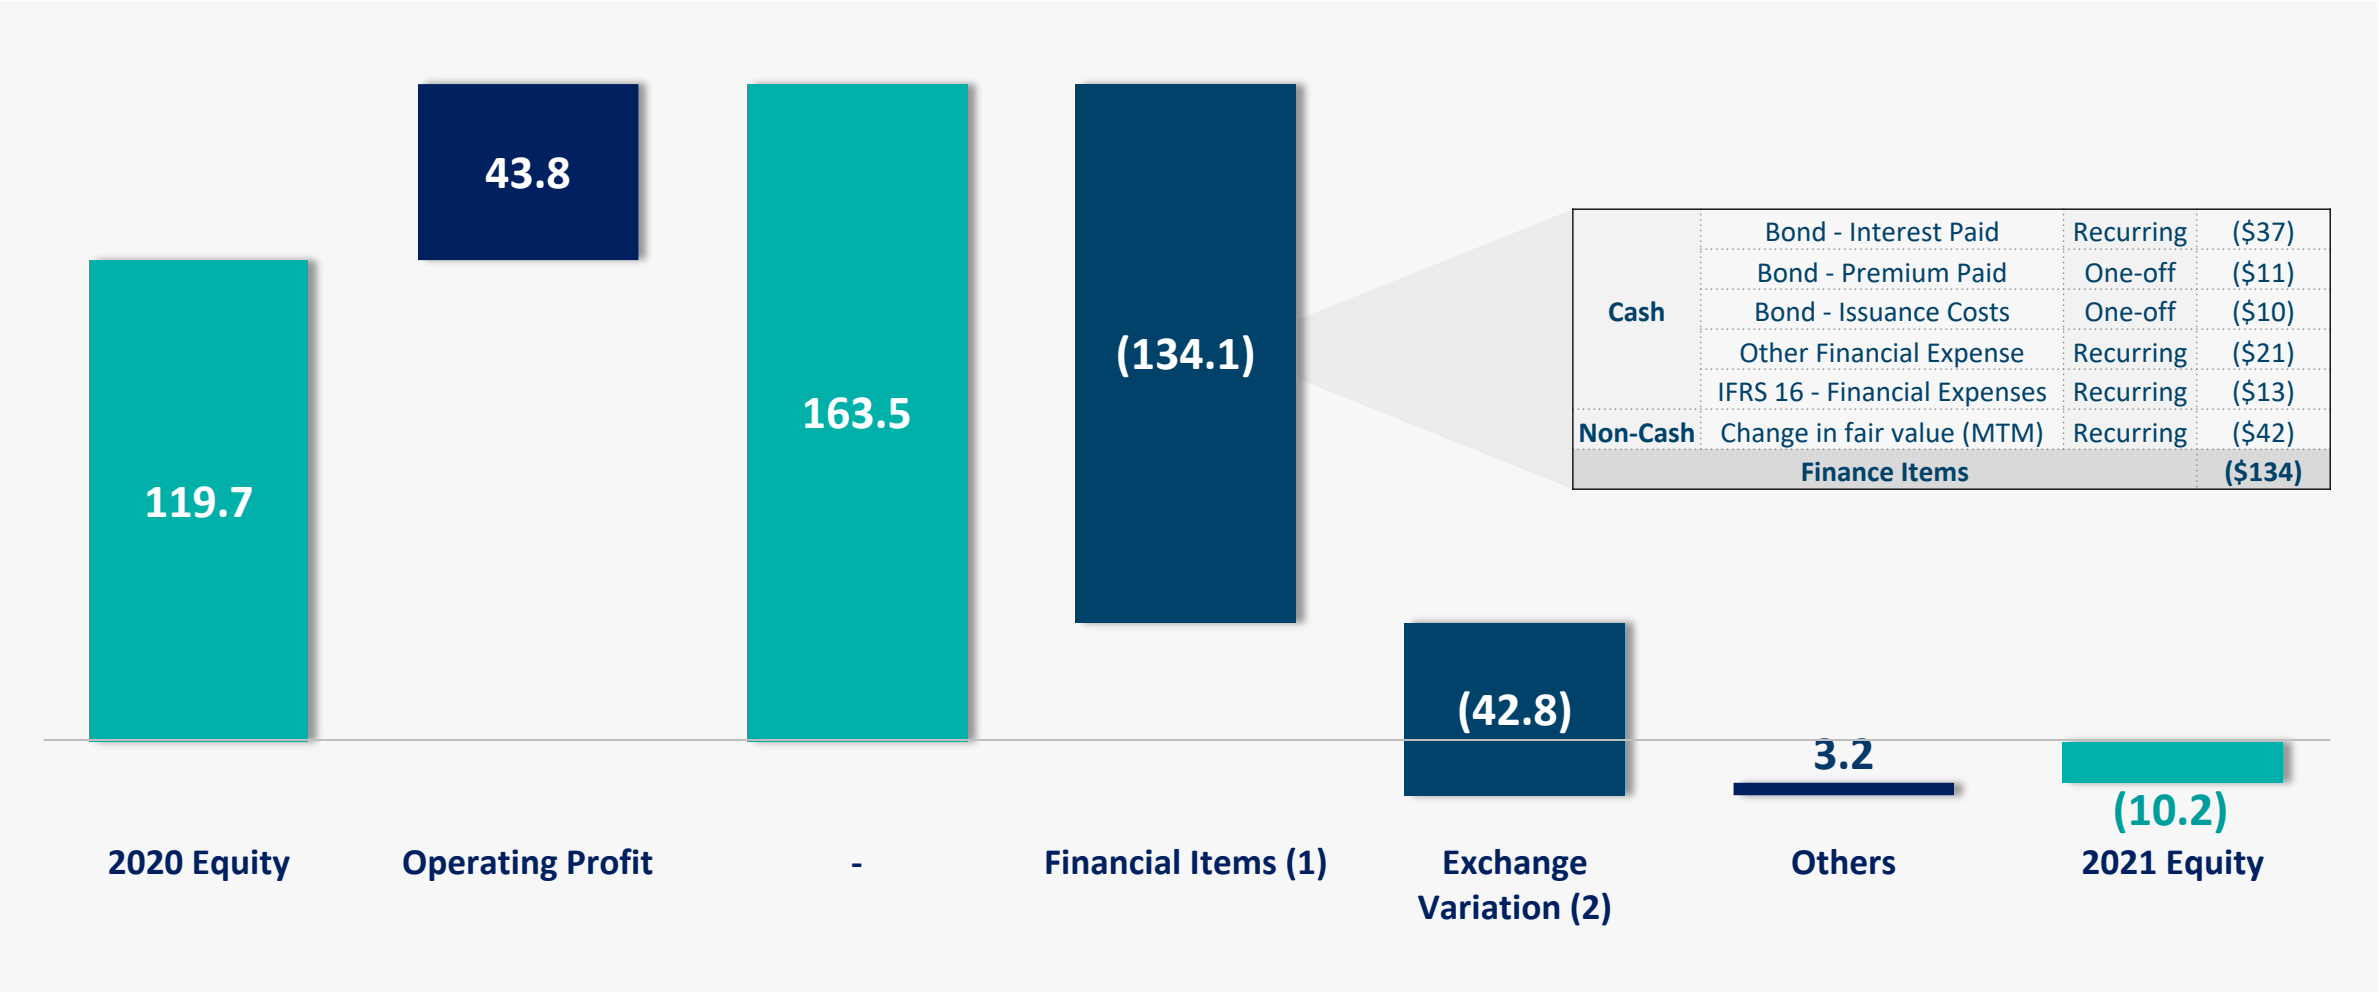 43.8
119.7
163.5
(134.1)
Cash
Bond - Interest Paid Recurring ($37)
Bond - Premium Paid One-off ($11)
Bond - Issuance Costs One-off ($10)
Other Financial Expense Recurring ($21)
IFRS 16 - Financial Expenses Recurring ($13)
Non-Cash Change in fair value (MTM) Recurring ($42)
Finance Items ($134)
(42.8)
3.2
(10.2)
2020 Equity
Operating Profit
-
Financial Items (1)
Exchange
Variation (2)
Others
2021 Equity